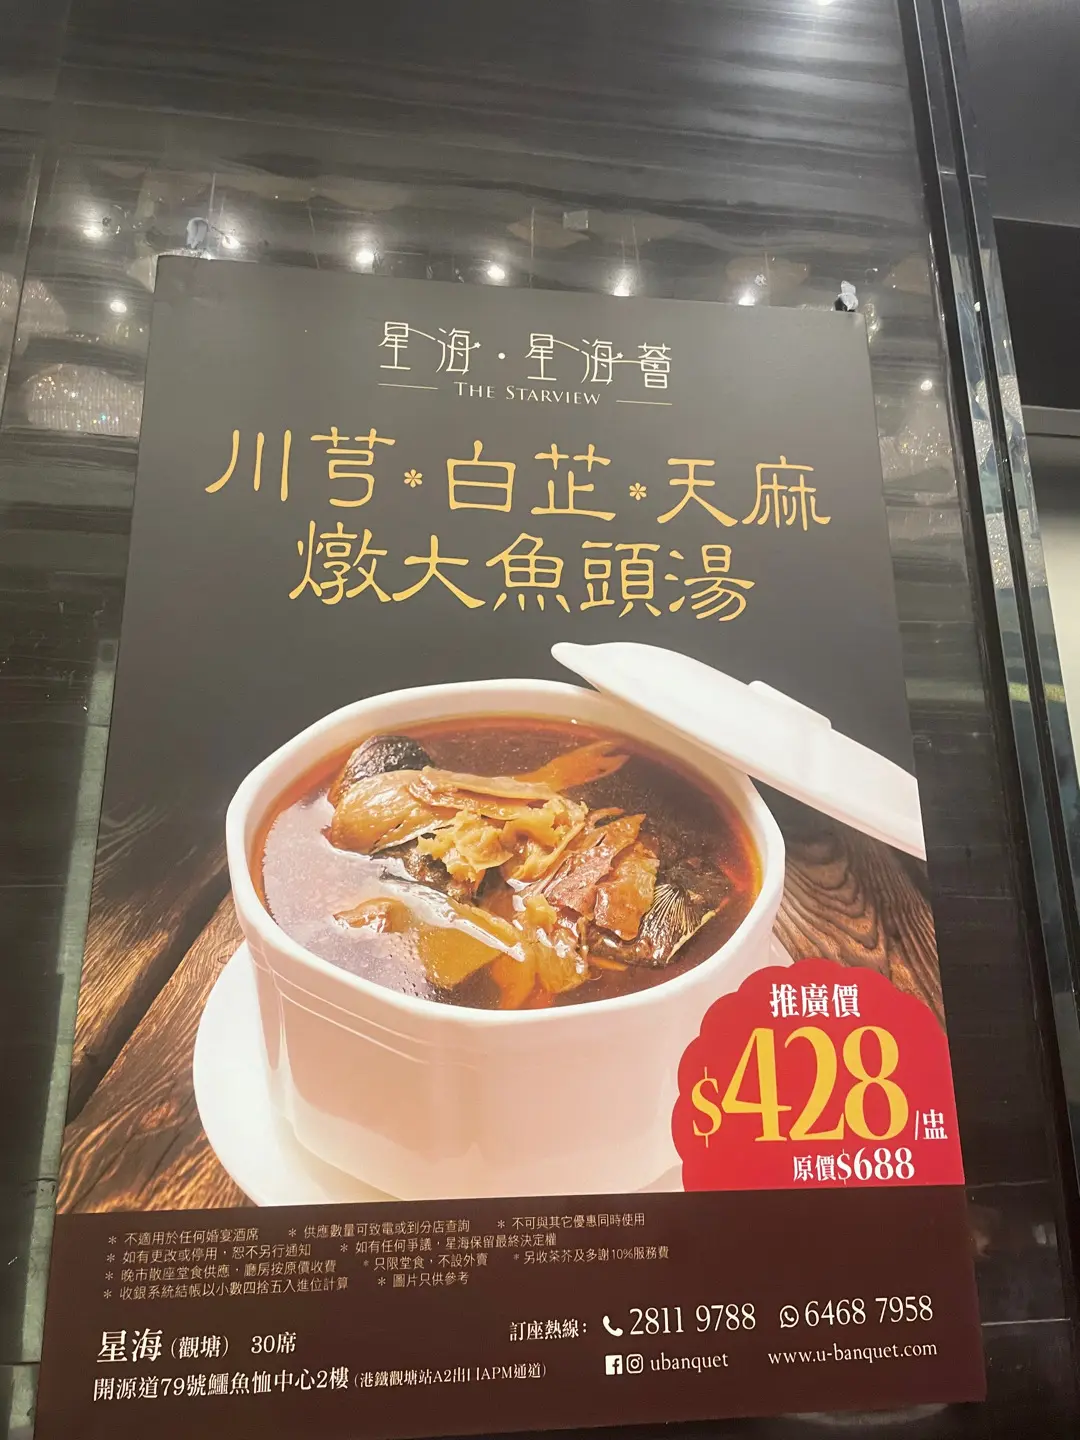 星海·星海薈
THE STARVIEW
川芎*白芷*天麻
燉大魚頭湯
推廣價
$428/盅
原價$688
* 不適用於任何婚宴酒席 * 供應數量可致電或到分店查詢 * 不可與其它優惠同時使用
* 如有更改或停用，恕不另行通知 * 如有任何爭議，星海保留最終決定權
* 晚市散座堂食供應，廳房按原價收費 * 只限堂食，不設外賣 * 另收茶芥及多謝10%服務費
* 收銀系統結帳以小數四捨五入進位計算 * 圖片只供參考
星海 (觀塘) 30席
訂座熱線： 2811 9788 6468 7958
開源道79號鱷魚恤中心2樓 (港鐵觀塘站A2出口APM通道)
ubanquet www.u-banquet.com